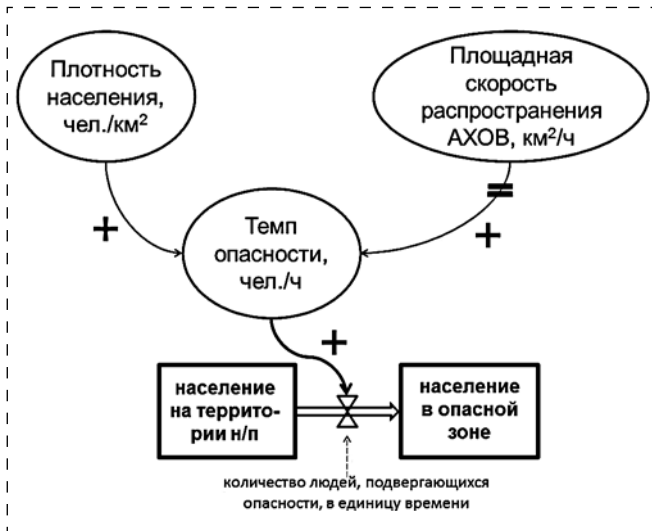 Плотность
населения,
чел./км²
Площадная
скорость
распространения
АХОВ, км²/ч
+
=
+
Темп
опасности,
чел./ч
+
население
на террито-
рии н/п
население
в опасной
зоне
количество людей, подвергающихся
опасности, в единицу времени